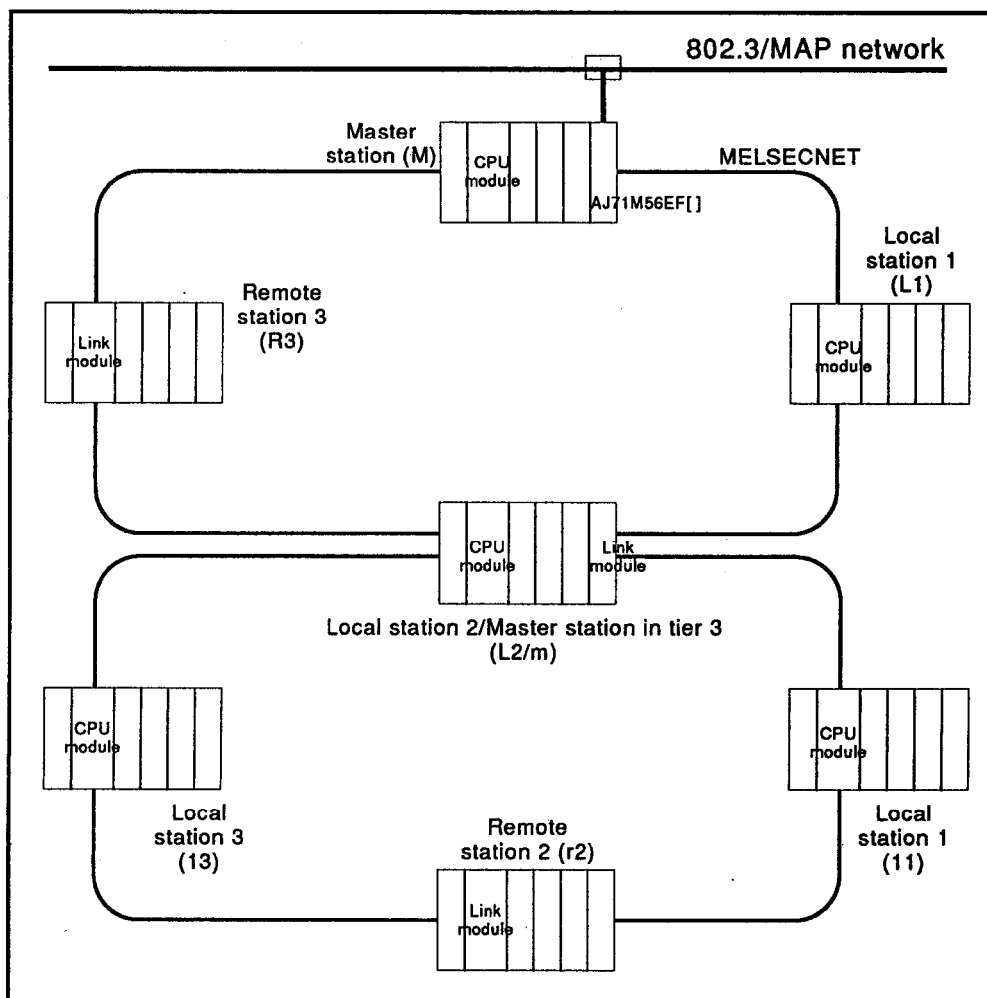 802.3/MAP network
Master
station (M)
CPU
module
MELSECNET
AJ71M56EF[ ]
Local
station 1
(L1)
Remote
station 3
(R3)
Link
module
CPU
module
CPU
module
Link
module
Local station 2/Master station in tier 3
(L2/m)
CPU
module
CPU
module
Local
station 3
(13)
Remote
station 2 (r2)
Local
station 1
(11)
Link
module